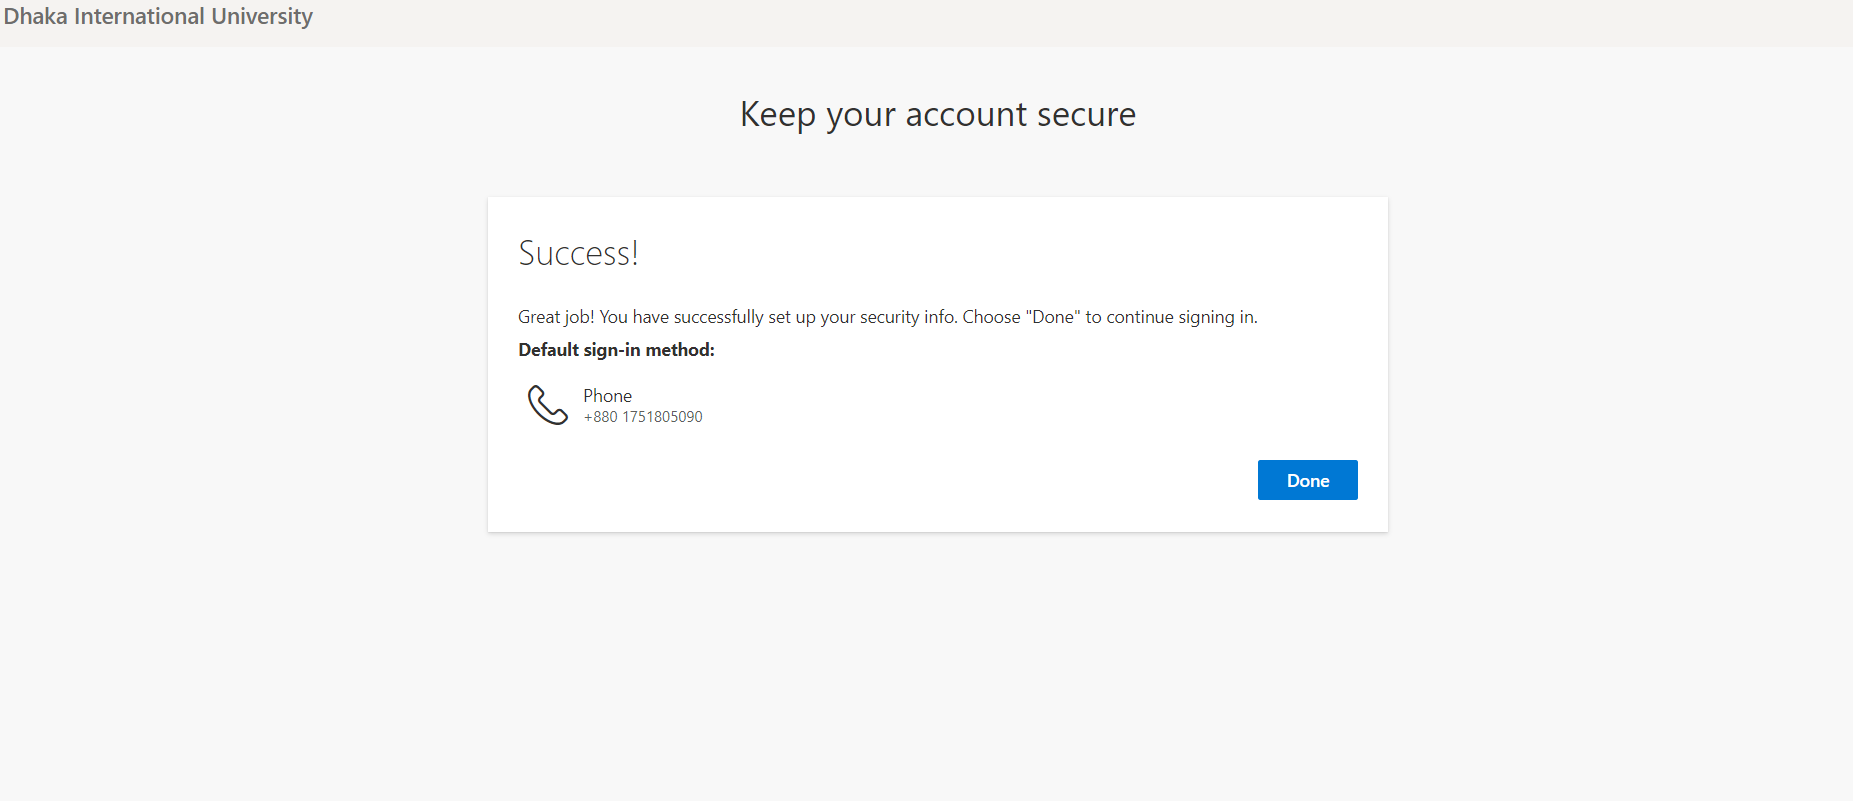 Dhaka International University
Keep your account secure
Success!
Great job! You have successfully set up your security info. Choose "Done" to continue signing in.
Default sign-in method:
Phone
+880 1751805090
Done